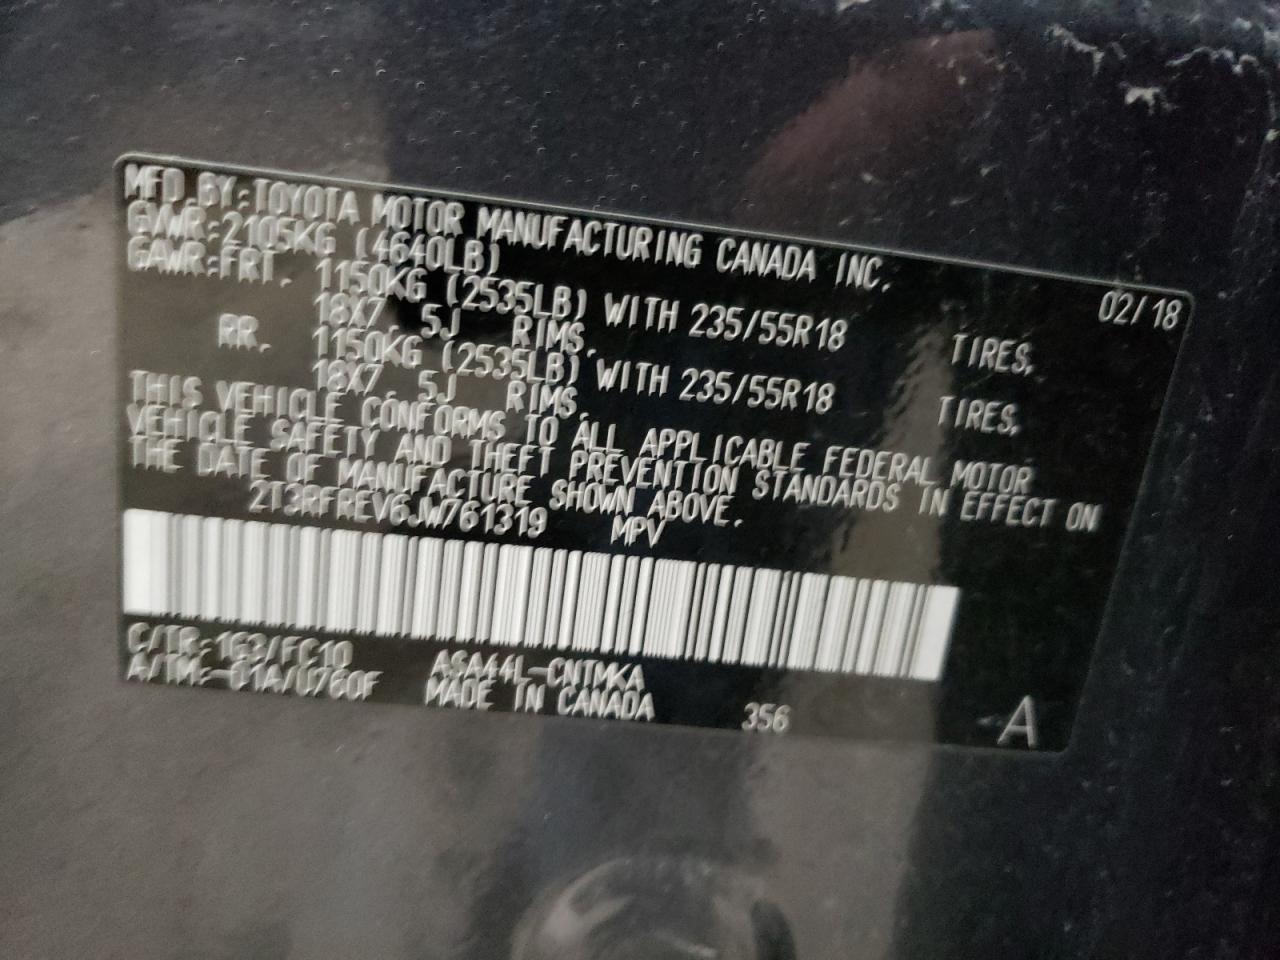 MFD.BY:TOYOTA MOTOR MANUFACTURING CANADA INC.
GVWR:2105KG (4640LB) 02/18
GAWR:FRT. 1150KG (2535LB) WITH 235/55R18 TIRES,
18X7.5J RIMS.
RR. 1150KG (2535LB) WITH 235/55R18 TIRES,
18X7.5J RIMS.
THIS VEHICLE CONFORMS TO ALL APPLICABLE FEDERAL MOTOR
VEHICLE SAFETY AND THEFT PREVENTION STANDARDS IN EFFECT ON
THE DATE OF MANUFACTURE SHOWN ABOVE.
2T3RFREV6JW761319 MPV
C/TR:1G3/FC10 ASA44L-CNTMKA
A/TM:-01A/U760F MADE IN CANADA 356 A